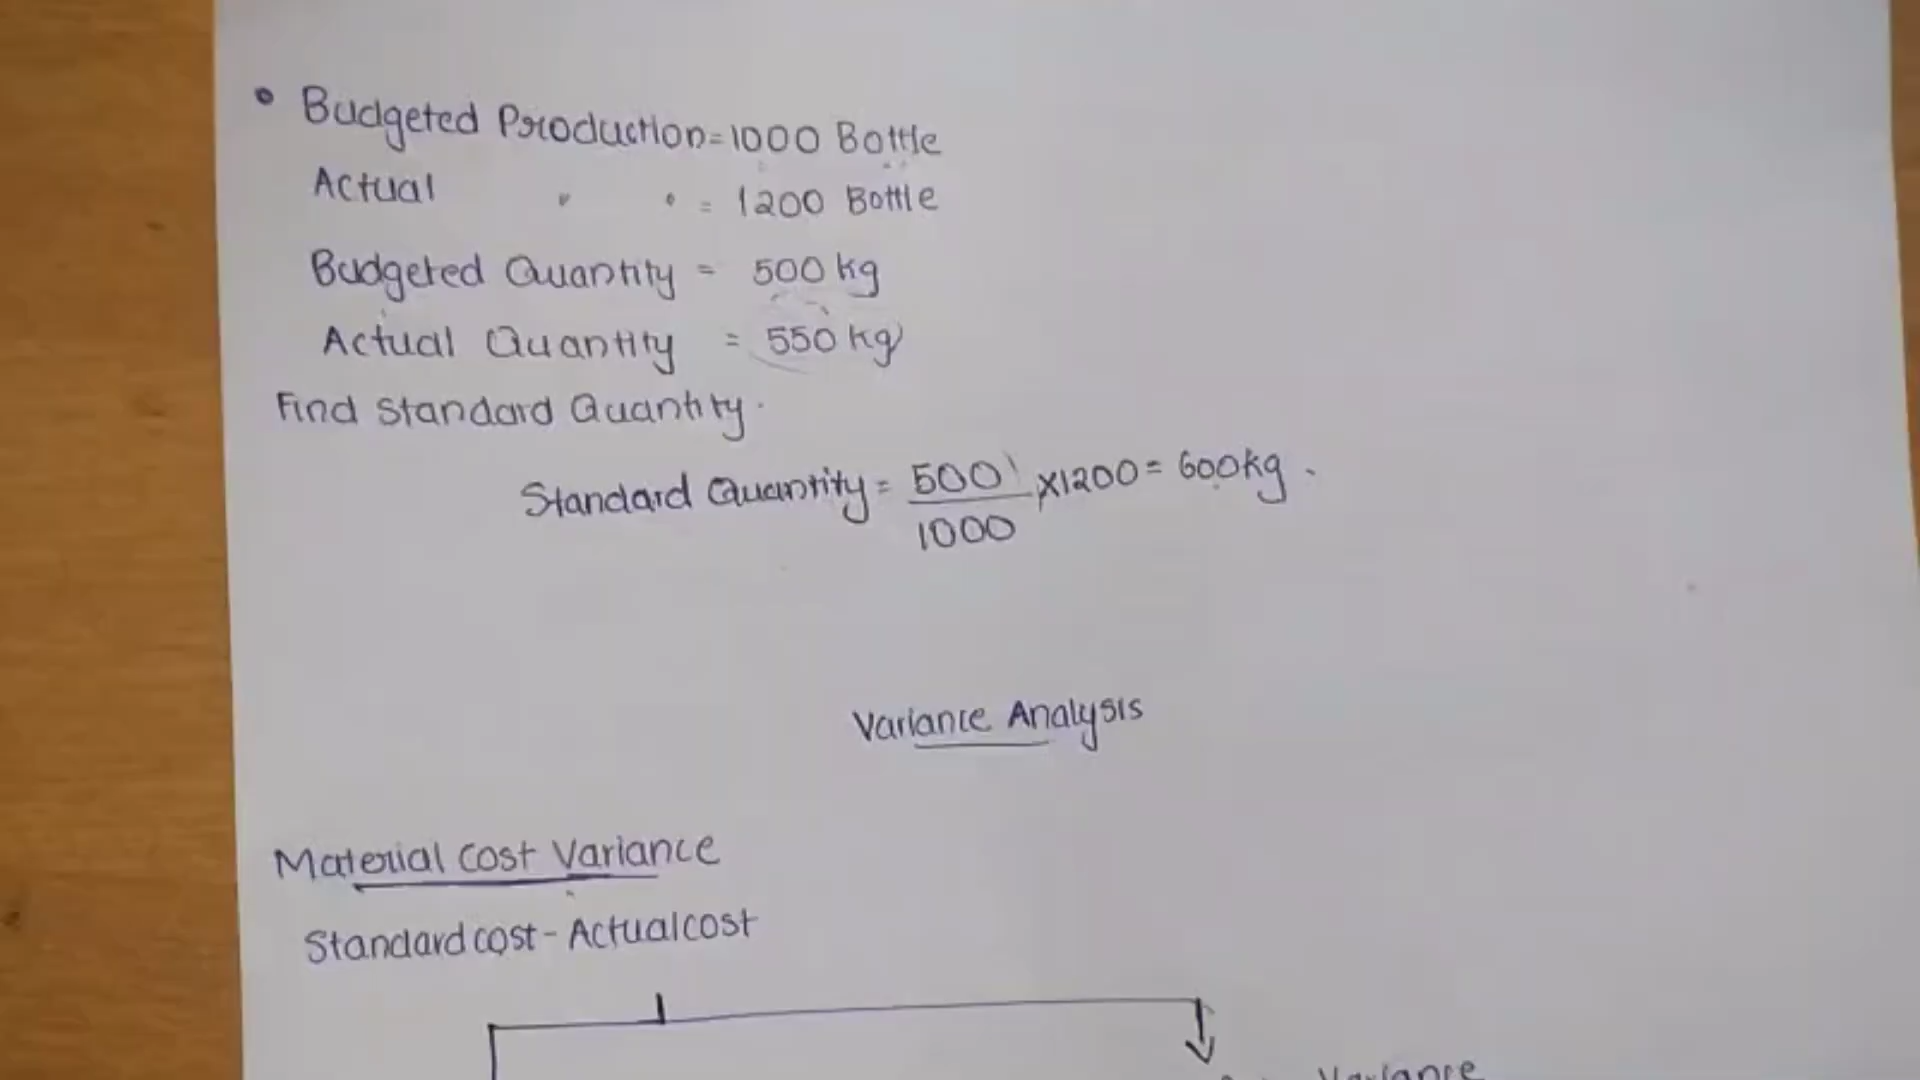 • Budgeted Production = 1000 Bottle
Actual " " = 1200 Bottle
Budgeted Quantity = 500 kg
Actual Quantity = 550 kg
Find Standard Quantity.
Standard Quantity = 500/1000 x1200 = 600kg.
Variance Analysis
Material Cost Variance
Standard cost - Actual cost
Variance